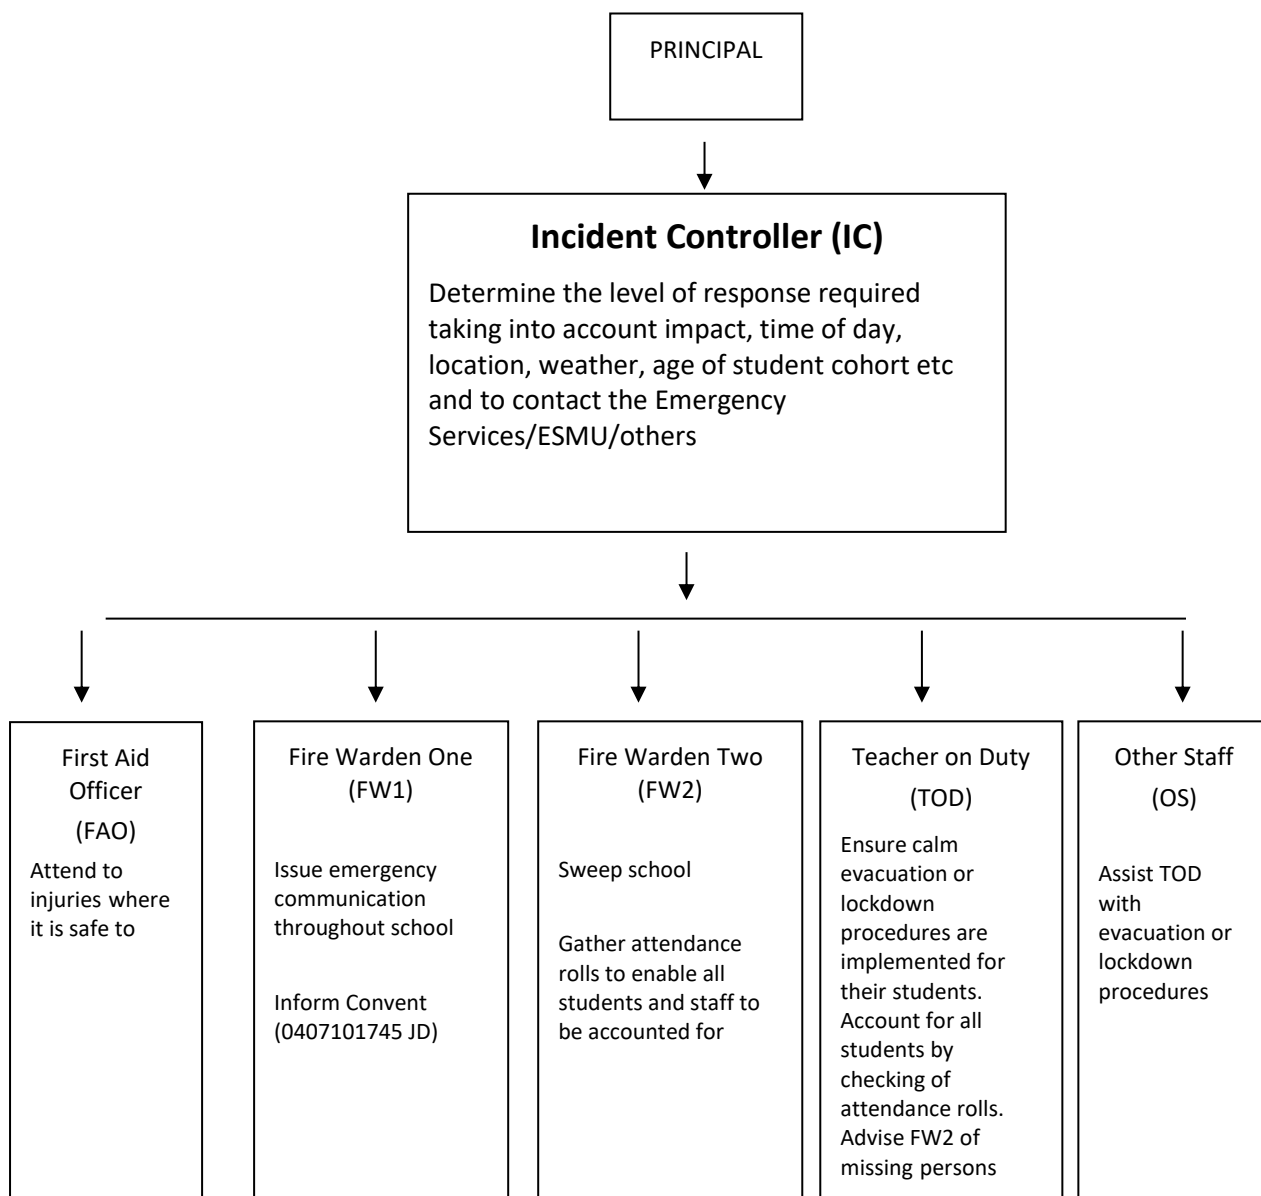 PRINCIPAL
Incident Controller (IC)
Determine the level of response required
taking into account impact, time of day,
location, weather, age of student cohort etc
and to contact the Emergency
Services/ESMU/others
First Aid
Officer
(FAO)
Attend to
injuries where
it is safe to
Fire Warden One
(FW1)
Issue emergency
communication
throughout school
Inform Convent
(0407101745 JD)
Fire Warden Two
(FW2)
Sweep school
Gather attendance
rolls to enable all
students and staff to
be accounted for
Teacher on Duty
(TOD)
Ensure calm
evacuation or
lockdown
procedures are
implemented for
their students.
Account for all
students by
checking of
attendance rolls.
Advise FW2 of
missing persons
Other Staff
(OS)
Assist TOD
with
evacuation or
lockdown
procedures